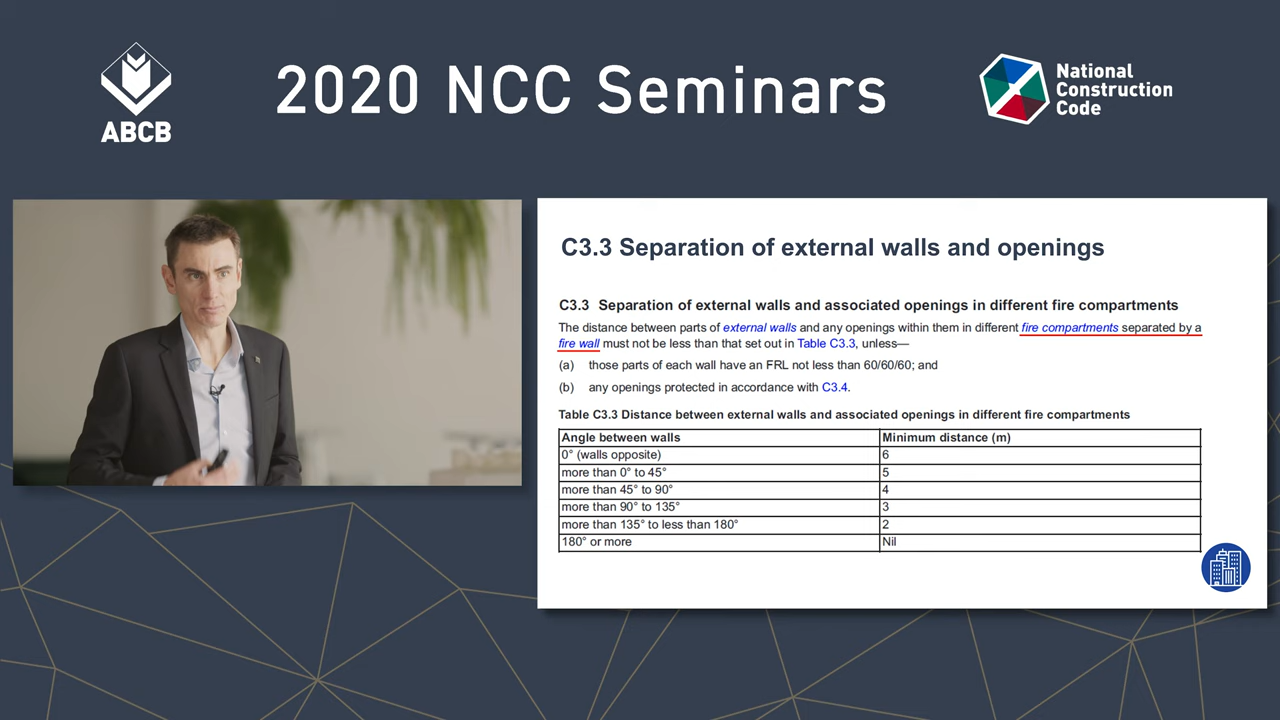 ABCB
2020 NCC Seminars
National
Construction
Code
C3.3 Separation of external walls and openings
C3.3 Separation of external walls and associated openings in different fire compartments
The distance between parts of external walls and any openings within them in different fire compartments separated by a
fire wall must not be less than that set out in Table C3.3, unless—
(a) those parts of each wall have an FRL not less than 60/60/60; and
(b) any openings protected in accordance with C3.4.
Table C3.3 Distance between external walls and associated openings in different fire compartments
Angle between walls Minimum distance (m)
0° (walls opposite) 6
more than 0° to 45° 5
more than 45° to 90° 4
more than 90° to 135° 3
more than 135° to less than 180° 2
180° or more Nil